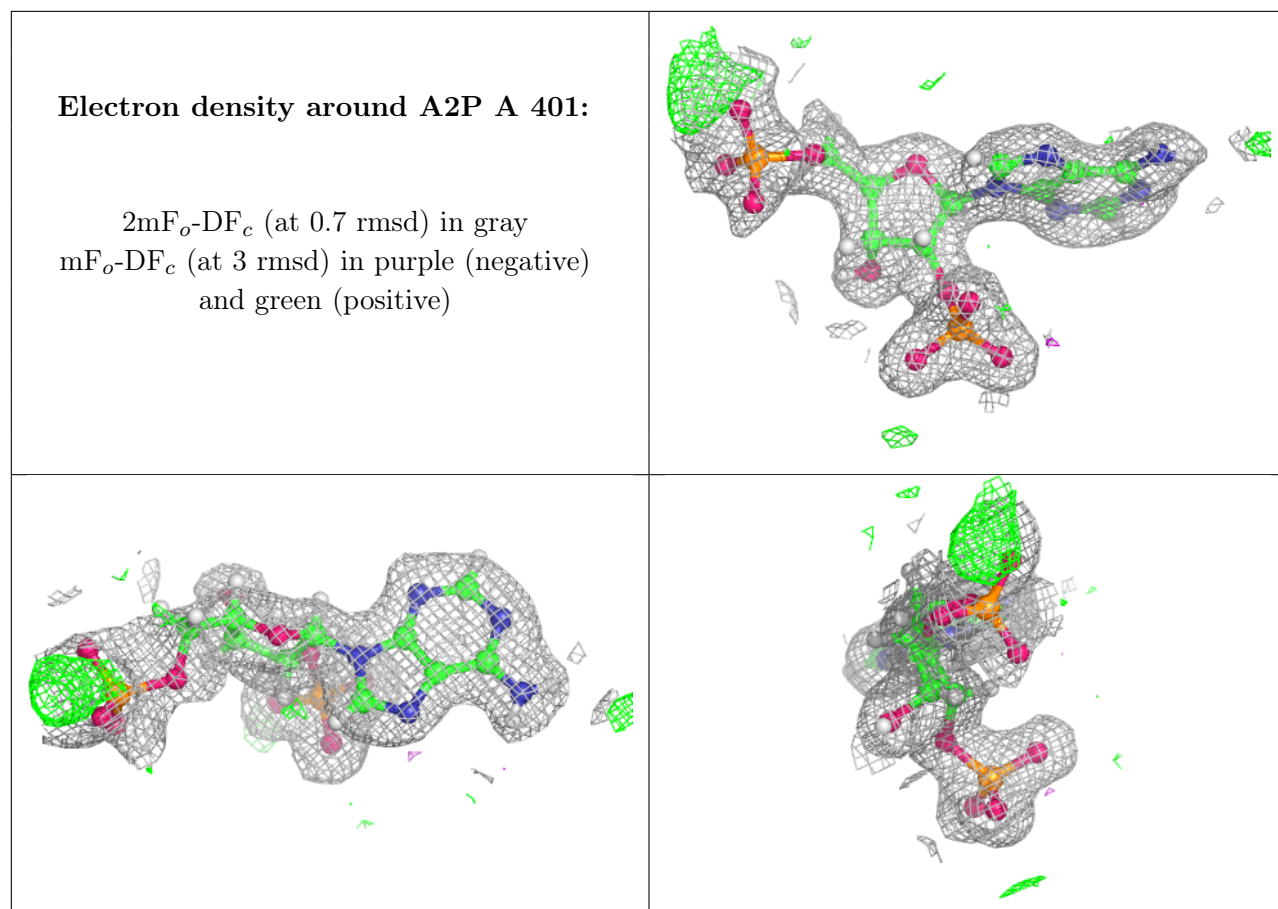 Electron density around A2P A 401:
2mFo-DFc (at 0.7 rmsd) in gray
mFo-DFc (at 3 rmsd) in purple (negative)
and green (positive)